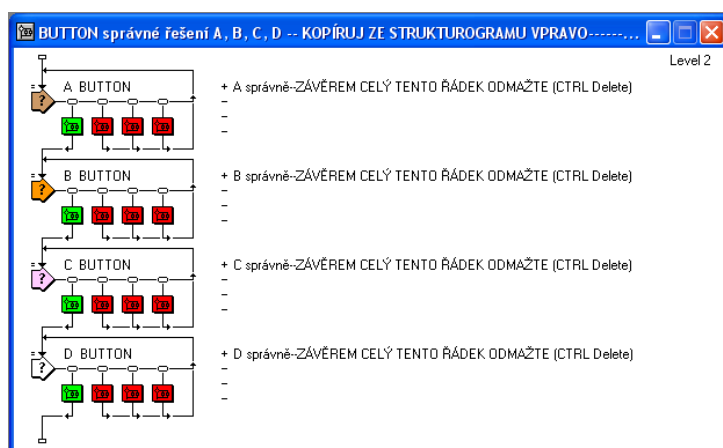 BUTTON správné řešení A, B, C, D -- KOPÍRUJ ZE STRUKTUROGRAMU VPRAVO------...
Level 2
A BUTTON + A správně--ZÁVĚREM CELÝ TENTO ŘÁDEK ODMAŽTE (CTRL Delete)
= ? –
–
–
B BUTTON + B správně--ZÁVĚREM CELÝ TENTO ŘÁDEK ODMAŽTE (CTRL Delete)
= ? –
–
–
C BUTTON + C správně--ZÁVĚREM CELÝ TENTO ŘÁDEK ODMAŽTE (CTRL Delete)
= ? –
–
–
D BUTTON + D správně--ZÁVĚREM CELÝ TENTO ŘÁDEK ODMAŽTE (CTRL Delete)
= ? –
–
–